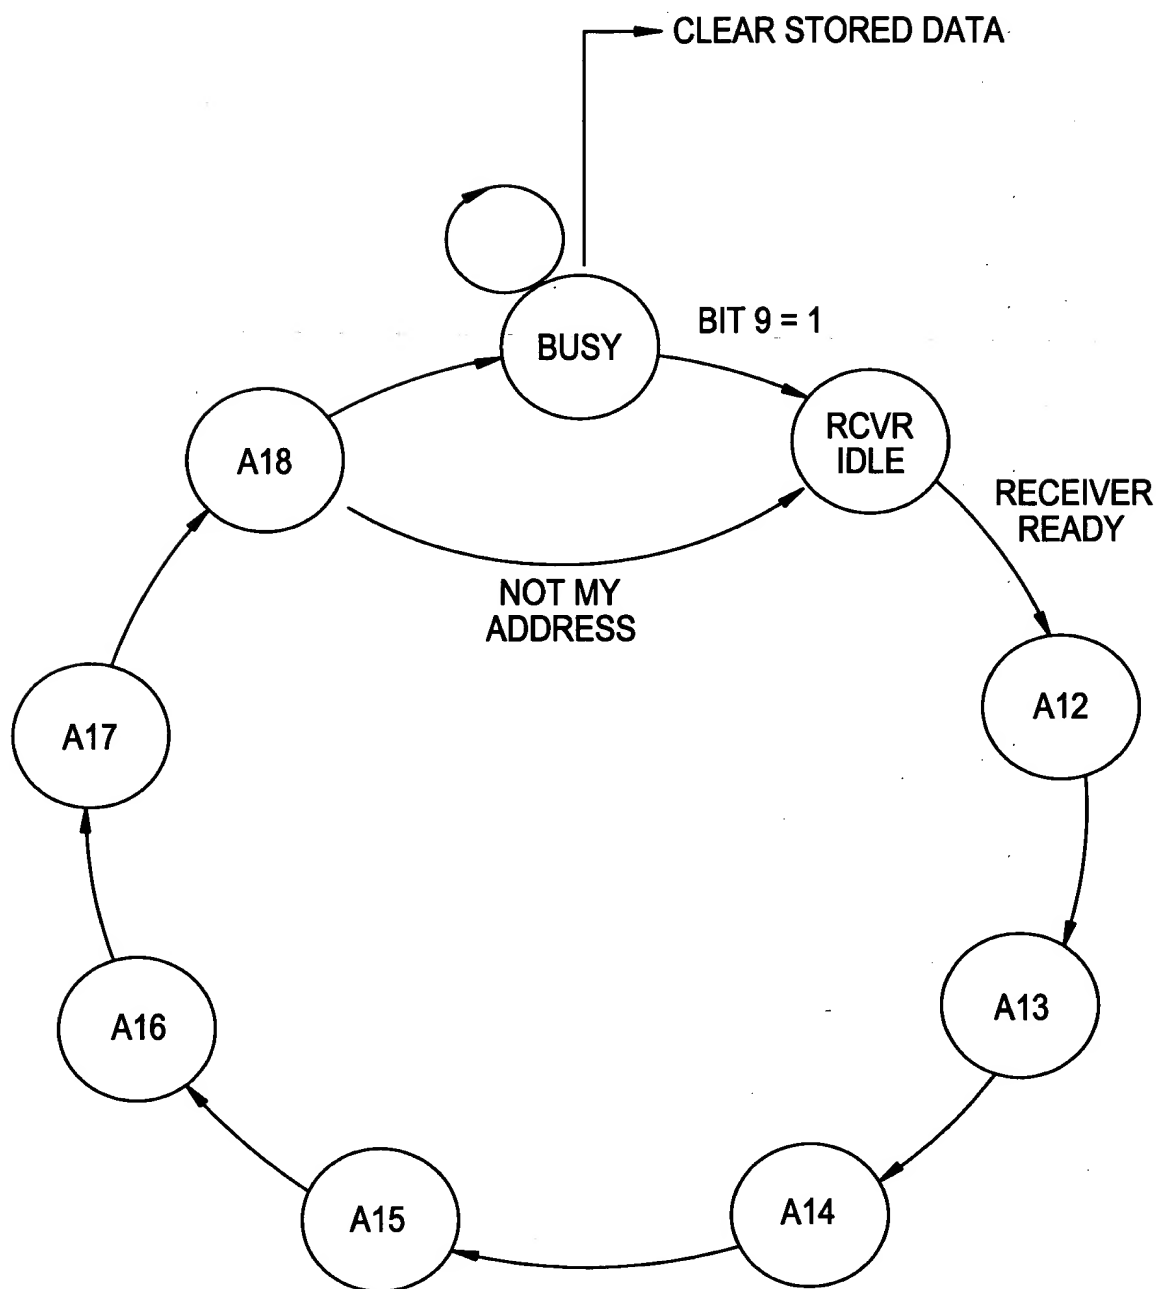 CLEAR STORED DATA
BUSY
BIT 9 = 1
RCVR
IDLE
A18
RECEIVER
READY
NOT MY
ADDRESS
A12
A17
A13
A16
A14
A15